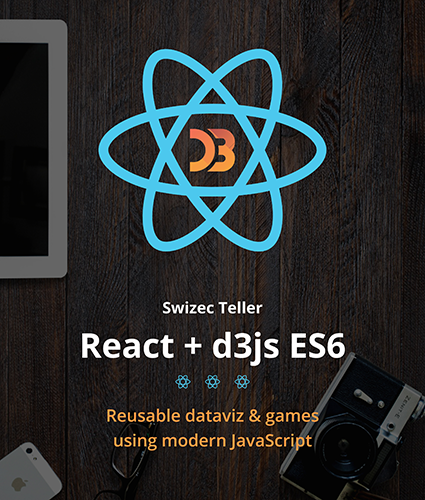 D3
Swizec Teller
React + d3js ES6
Reusable dataviz & games
using modern JavaScript